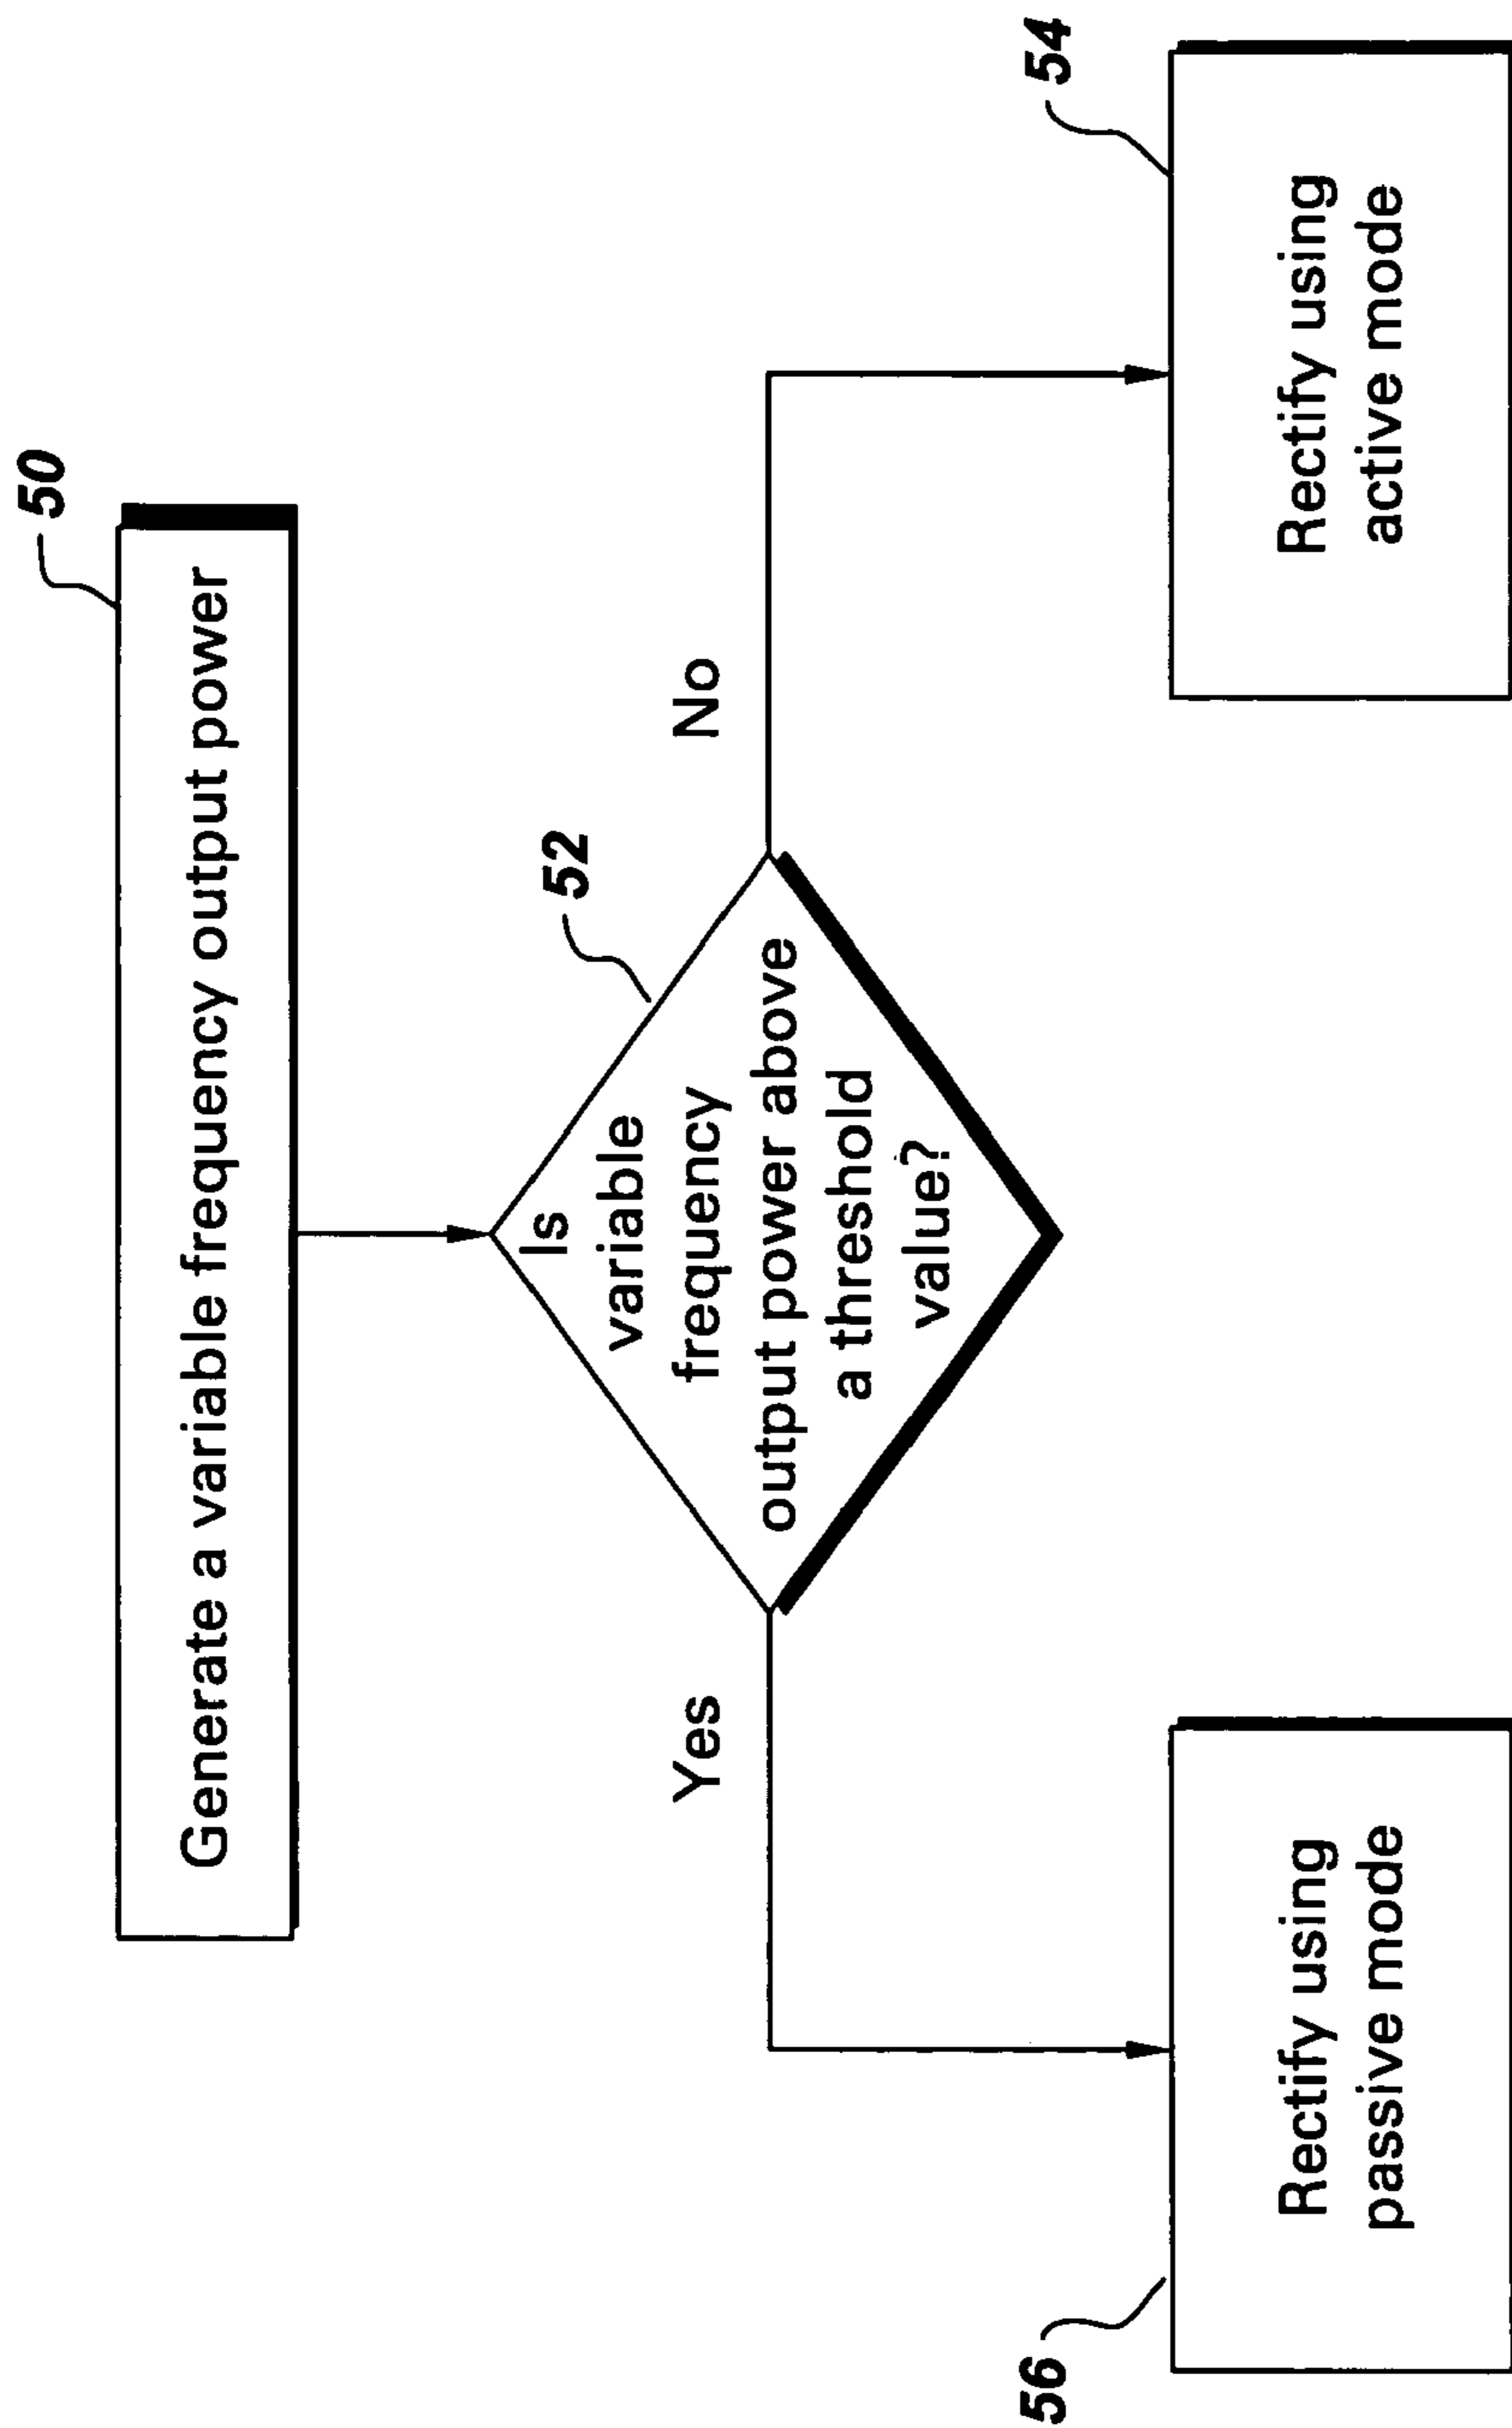 50
Generate a variable frequency output power
52
Is
variable
frequency
output power above
a threshold
value?
Yes
No
56
Rectify using
passive mode
54
Rectify using
active mode